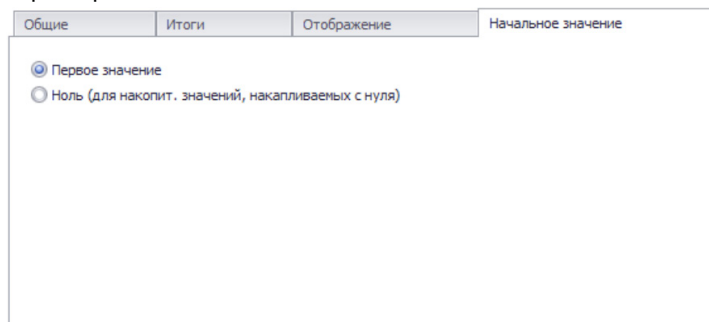 Общие Итоги Отображение Начальное значение
Первое значение
Ноль (для накопит. значений, накапливаемых с нуля)